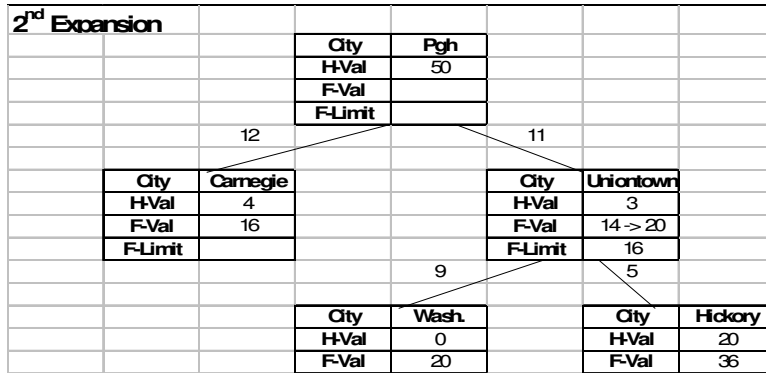 2nd Expansion
City Pgh
H-Val 50
F-Val
F-Limit
12 11
City Carnegie City Uniontown
H-Val 4 H-Val 3
F-Val 16 F-Val 14 -> 20
F-Limit F-Limit 16
9 5
City Wash. City Hickory
H-Val 0 H-Val 20
F-Val 20 F-Val 36